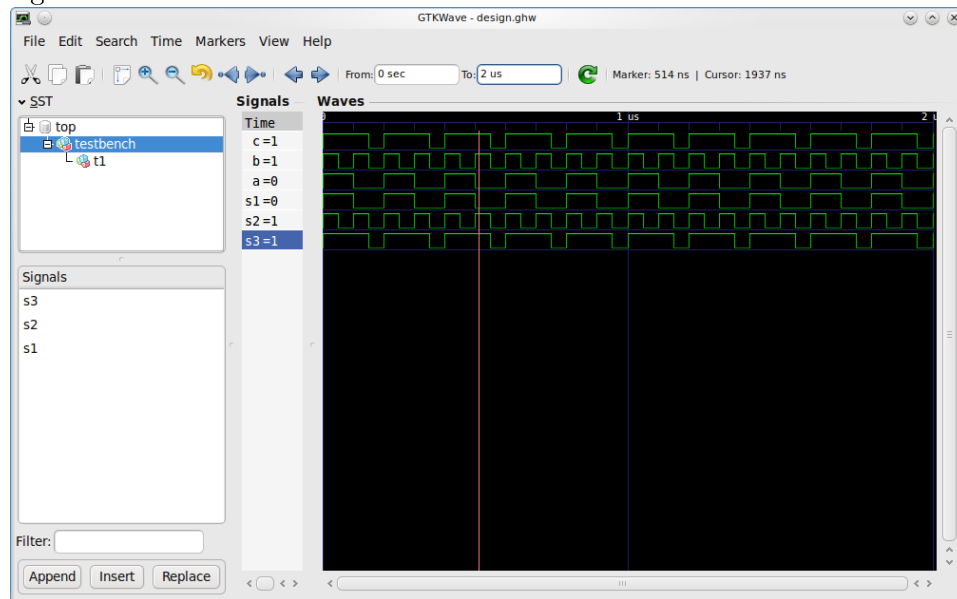 GTKWave - design.ghw
File Edit Search Time Markers View Help
From: 0 sec To: 2 us Marker: 514 ns | Cursor: 1937 ns
SST
top
testbench
t1
Signals
Time
c=1
b=1
a=0
s1=0
s2=1
s3=1
Waves
0 1 us 2 u
Signals
s3
s2
s1
Filter:
Append Insert Replace